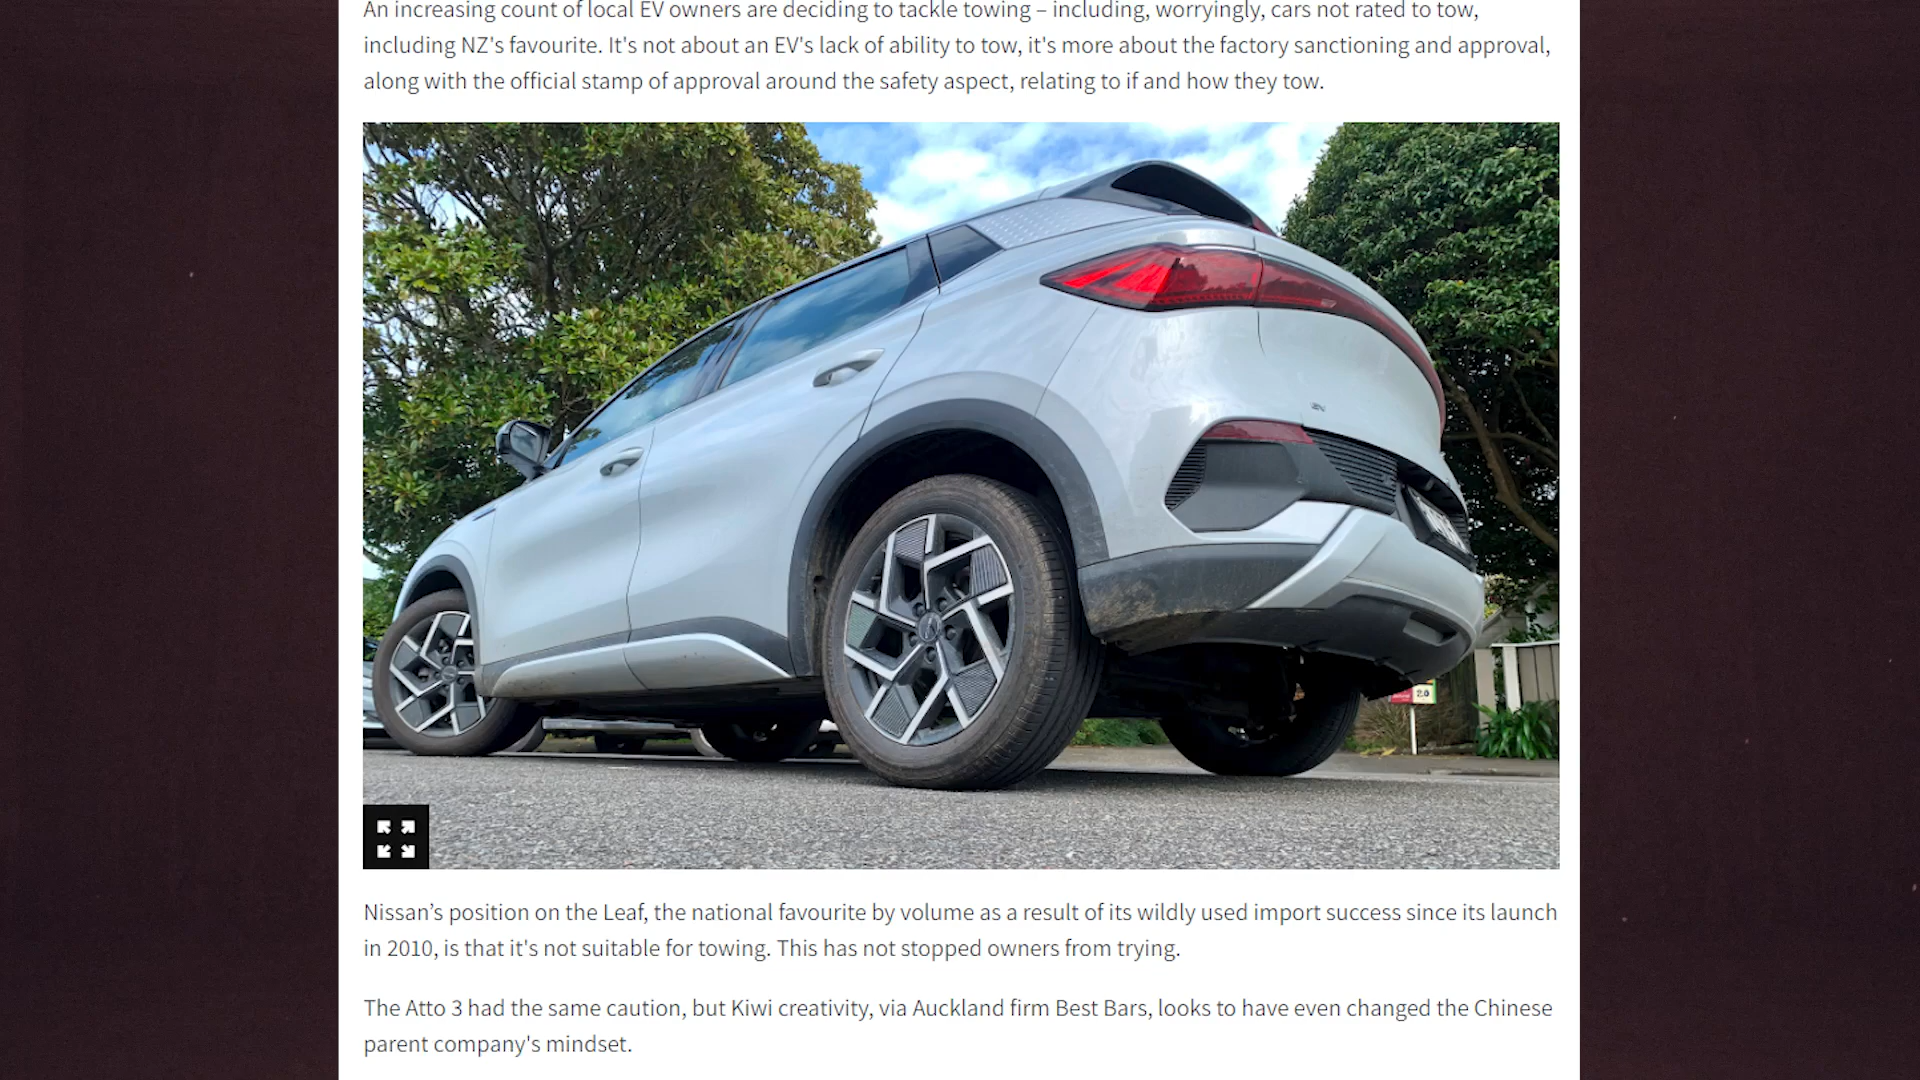 An increasing count of local EV owners are deciding to tackle towing – including, worryingly, cars not rated to tow,
including NZ's favourite. It's not about an EV's lack of ability to tow, it's more about the factory sanctioning and approval,
along with the official stamp of approval around the safety aspect, relating to if and how they tow.
20
Nissan’s position on the Leaf, the national favourite by volume as a result of its wildly used import success since its launch
in 2010, is that it's not suitable for towing. This has not stopped owners from trying.
The Atto 3 had the same caution, but Kiwi creativity, via Auckland firm Best Bars, looks to have even changed the Chinese
parent company's mindset.